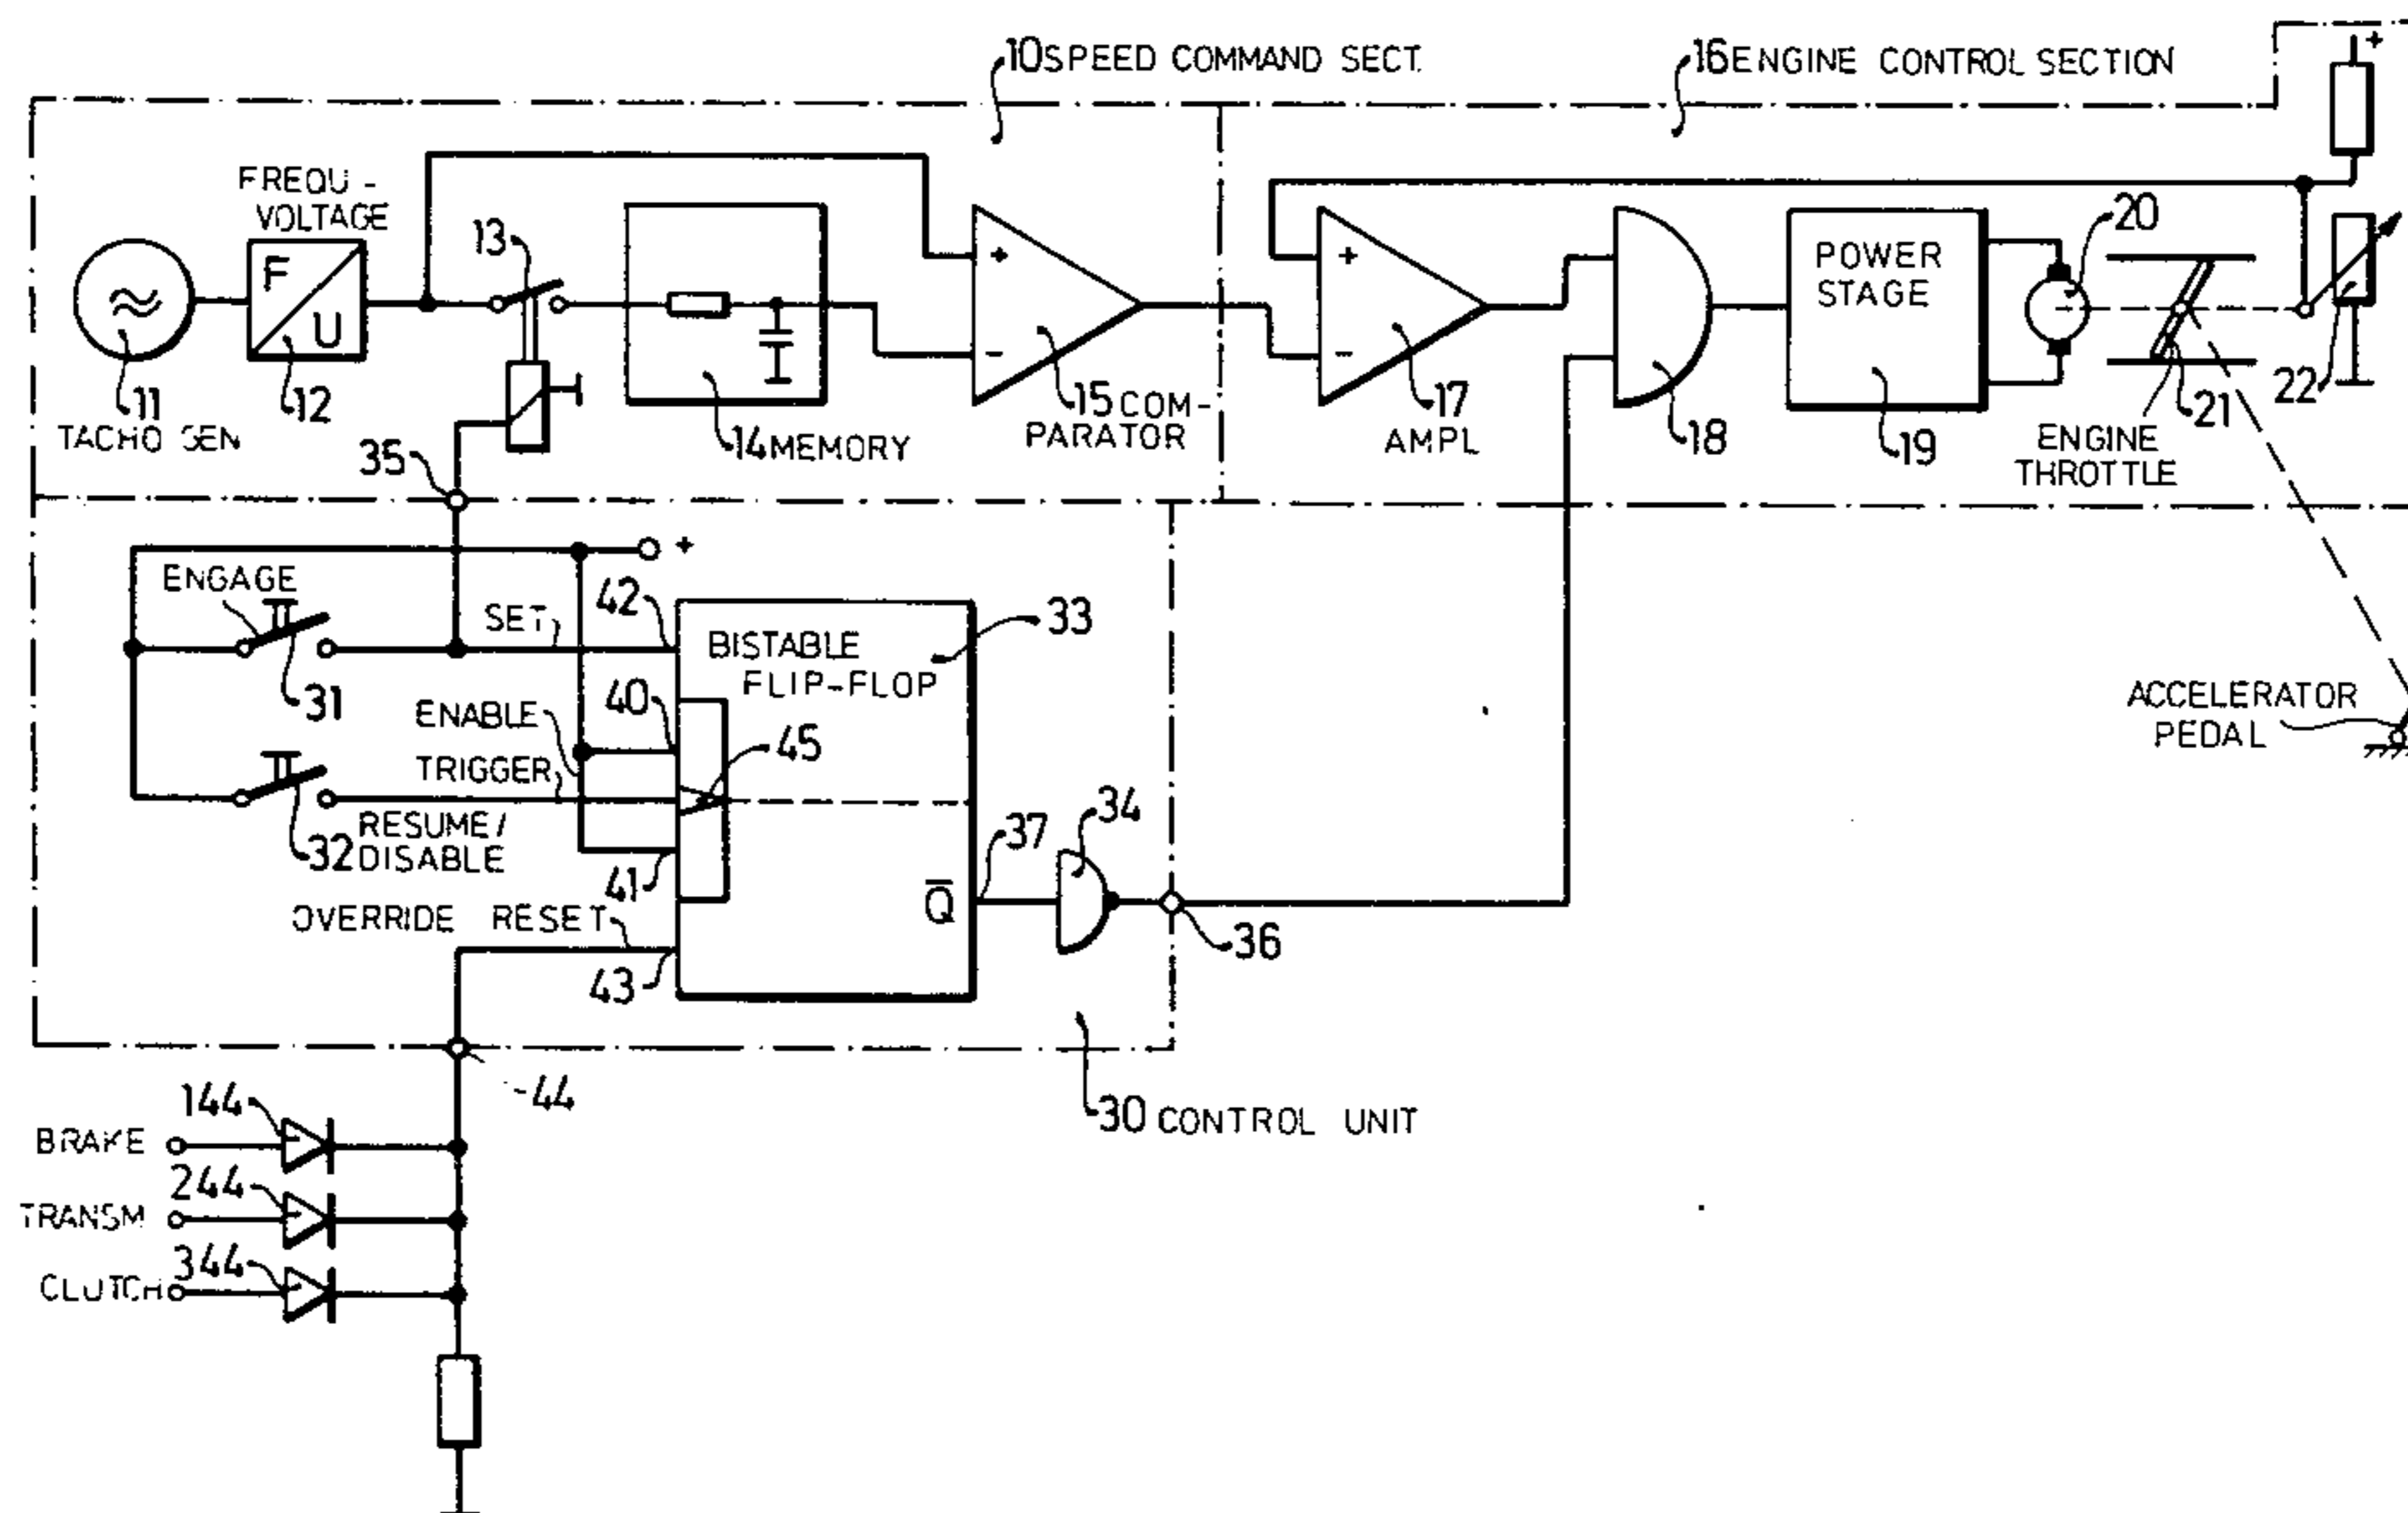 10 SPEED COMMAND SECT.
16 ENGINE CONTROL SECTION
+
FREQU -
VOLTAGE
13
20
F
U
+
-
+
-
POWER
STAGE
11
TACHO GEN
12
14 MEMORY
15 COM-
PARATOR
17
AMPL
18
19
21
22
ENGINE
THROTTLE
35
+
ENGAGE
SET
42
BISTABLE
FLIP-FLOP
33
31
ENABLE
40
45
TRIGGER
ACCELERATOR
PEDAL
RESUME/
32 DISABLE
41
37
34
Q̅
OVERRIDE RESET
43
36
44
30 CONTROL UNIT
144
BRAKE
244
TRANSM
344
CLUTCH